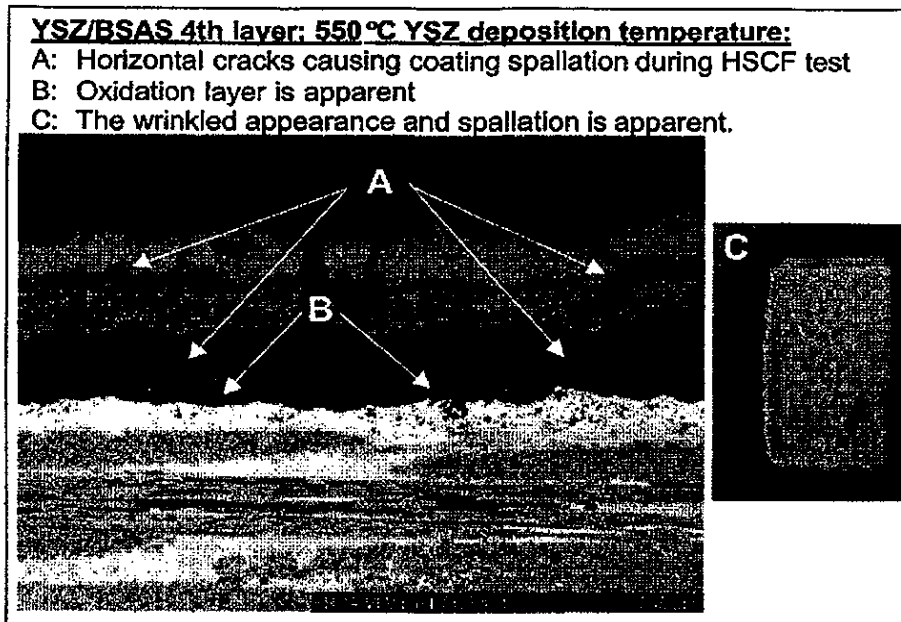 YSZ/BSAS 4th layer: 550 ºC YSZ deposition temperature:
A: Horizontal cracks causing coating spallation during HSCF test
B: Oxidation layer is apparent
C: The wrinkled appearance and spallation is apparent.
A
C
B